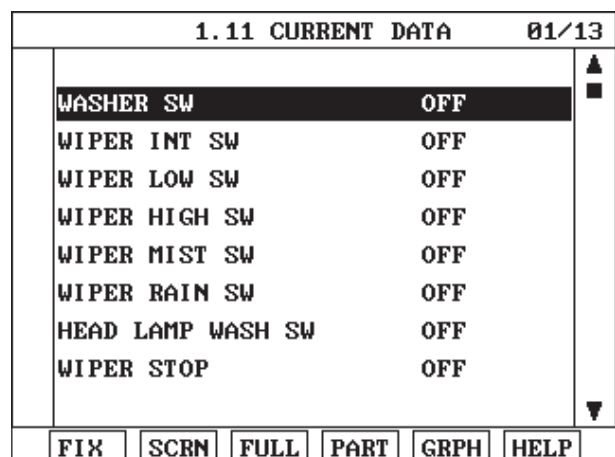 1.11 CURRENT DATA 01/13
WASHER SW OFF
WIPER INT SW OFF
WIPER LOW SW OFF
WIPER HIGH SW OFF
WIPER MIST SW OFF
WIPER RAIN SW OFF
HEAD LAMP WASH SW OFF
WIPER STOP OFF
FIX SCRN FULL PART GRPH HELP